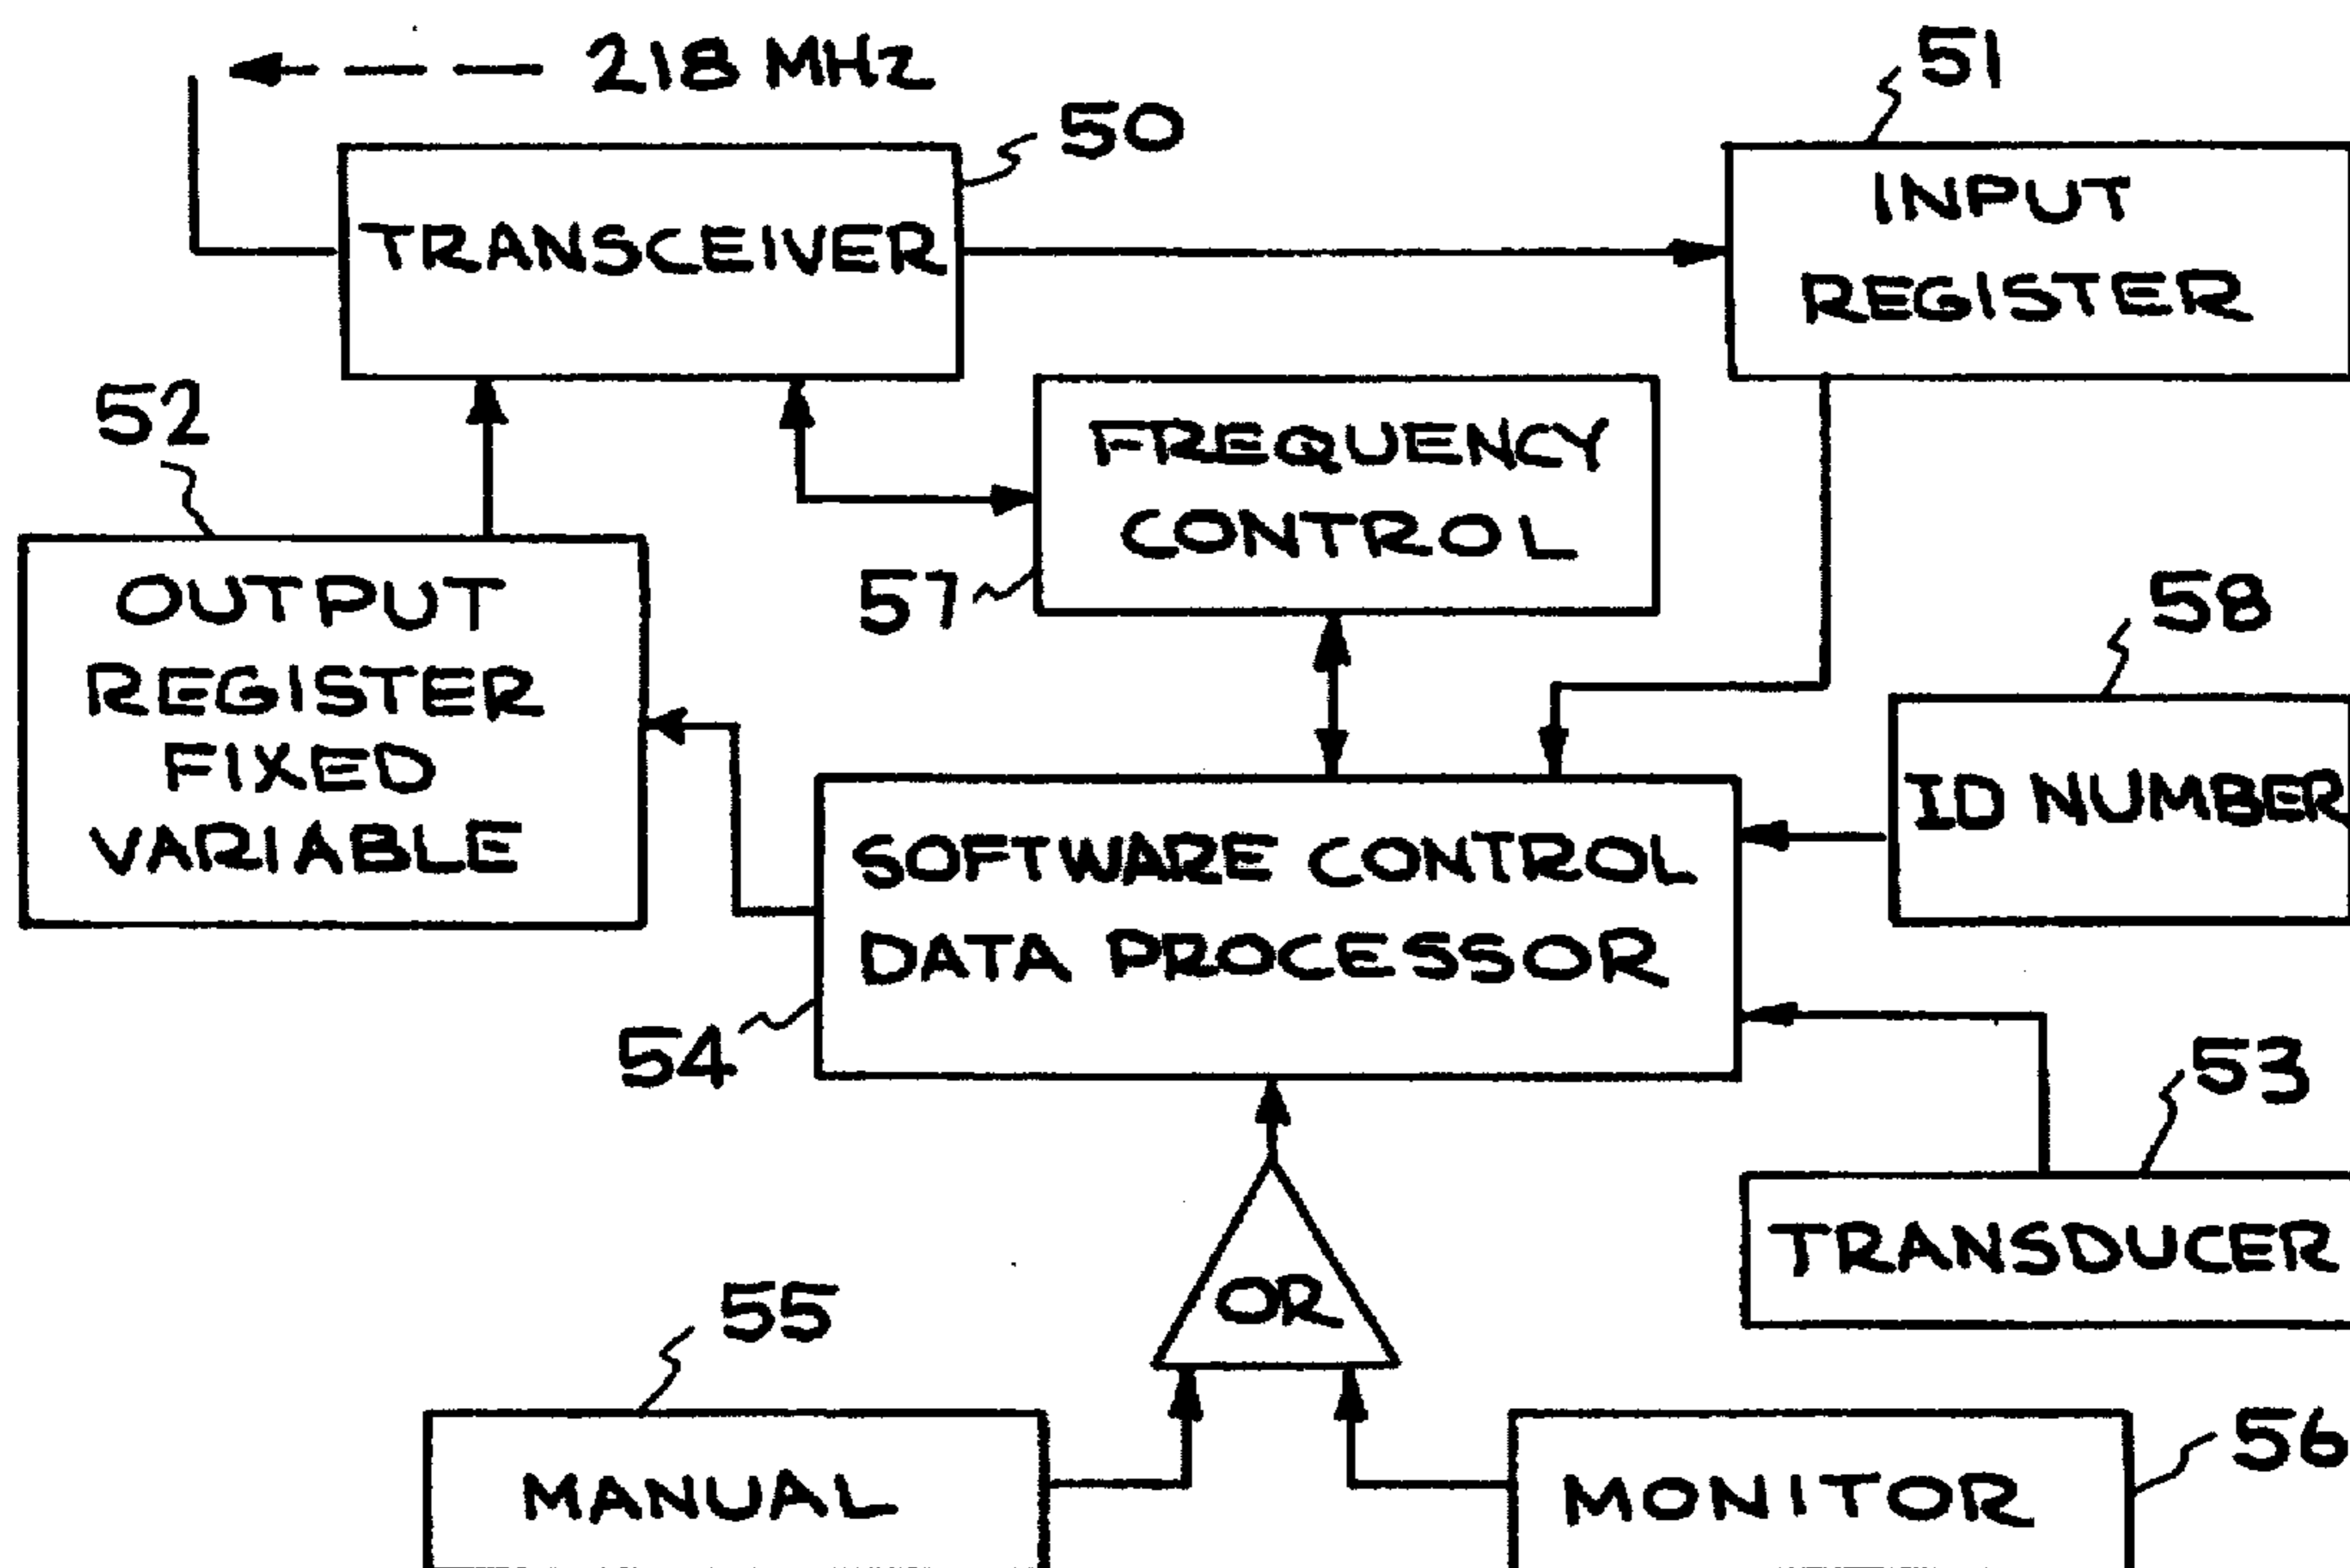 218 MHz
50
51
TRANSCEIVER
INPUT
REGISTER
52
FREQUENCY
CONTROL
57
58
OUTPUT
REGISTER
FIXED
VARIABLE
ID NUMBER
SOFTWARE CONTROL
DATA PROCESSOR
54
53
TRANSDUCER
OR
55
56
MANUAL
MONITOR